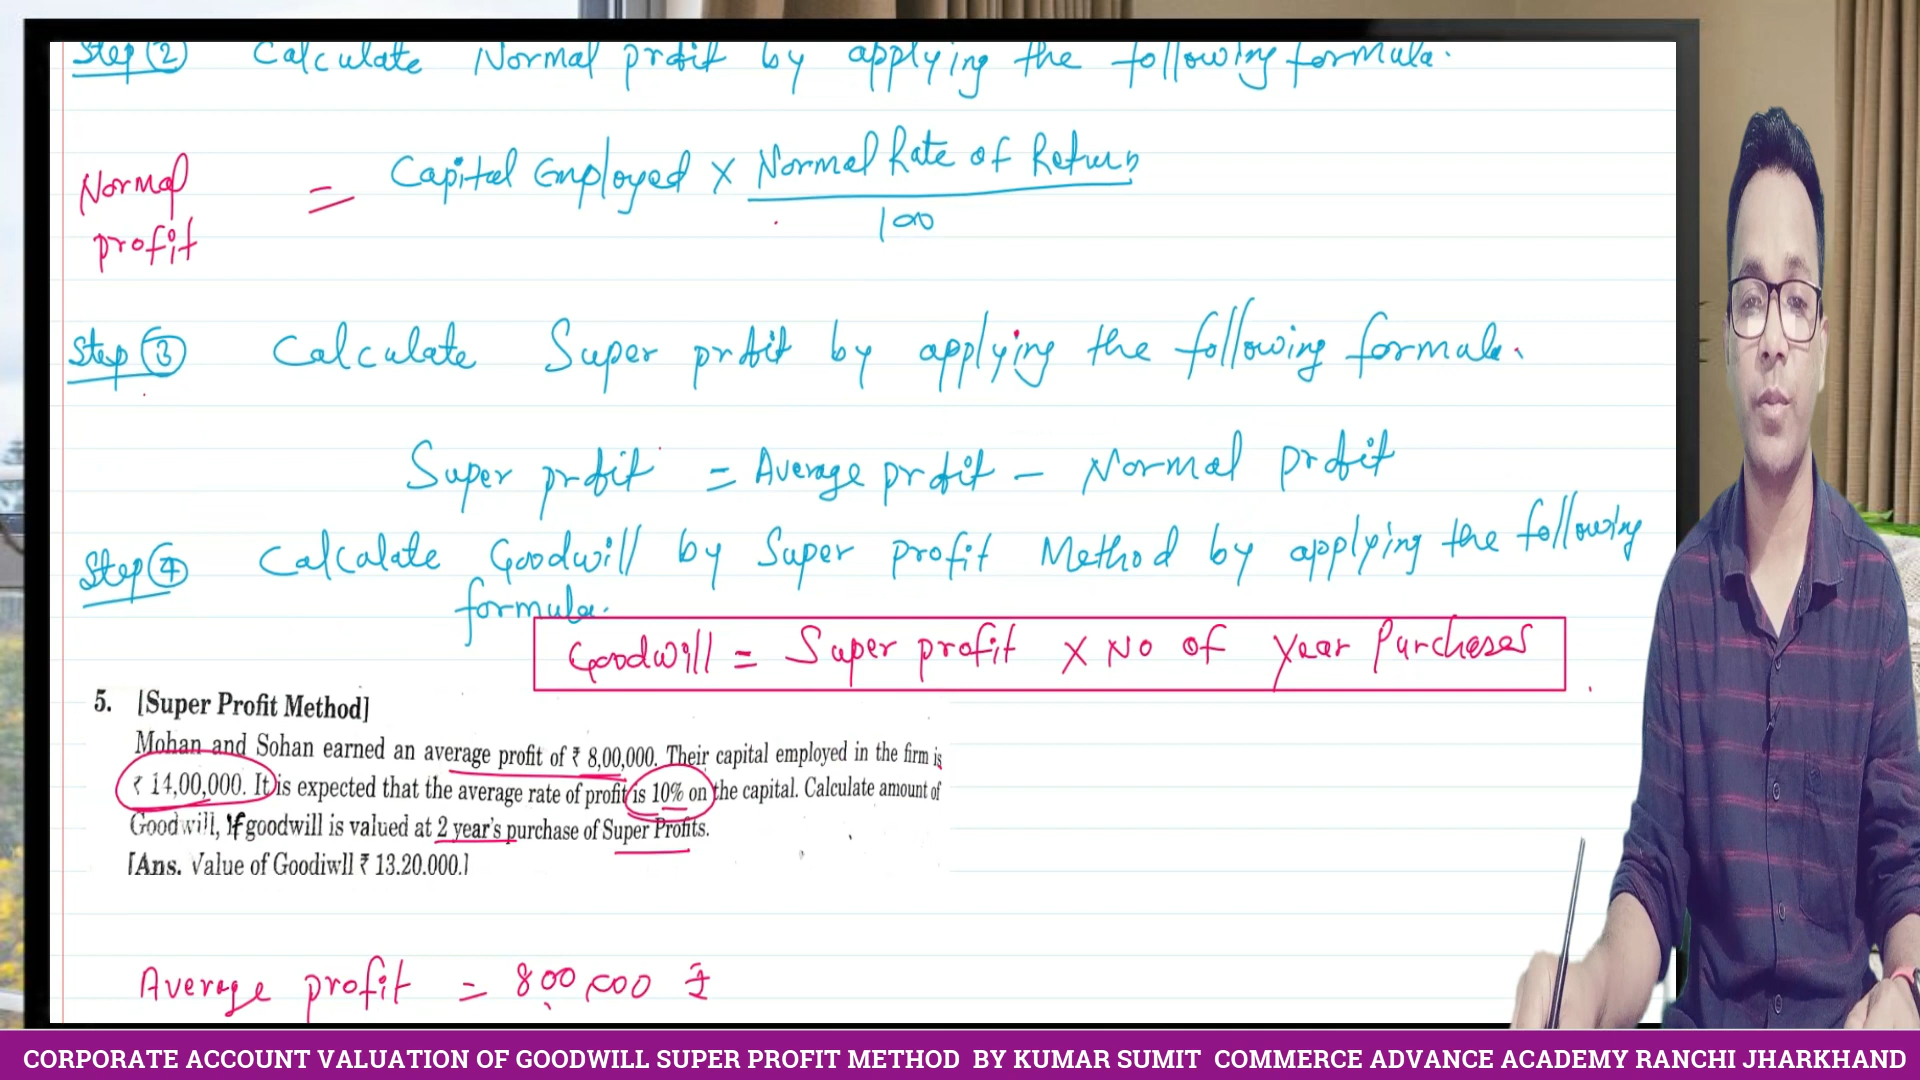 Step (2) Calculate Normal profit by applying the following formula.
Normal profit = Capital Employed × Normal Rate of Return
100
Step (3) Calculate Super profit by applying the following formula.
Super profit = Average profit - Normal profit
Step (4) Calcalate Goodwill by Super profit Method by applying the following
formula.
Goodwill = Super profit × No of Year Purchases
5. [Super Profit Method]
Mohan and Sohan earned an average profit of ₹ 8,00,000. Their capital employed in the firm is
₹ 14,00,000. It is expected that the average rate of profit is 10% on the capital. Calculate amount of
Goodwill, if goodwill is valued at 2 year's purchase of Super Profits.
[Ans. Value of Goodiwll ₹ 13.20.000.]
Average profit = 800,000 ₹
CORPORATE ACCOUNT VALUATION OF GOODWILL SUPER PROFIT METHOD BY KUMAR SUMIT COMMERCE ADVANCE ACADEMY RANCHI JHARKHAND